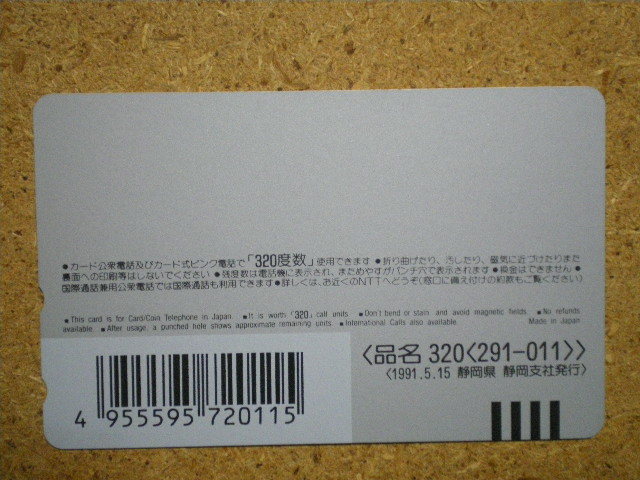 ●カード公衆電話及びカード式ピンク電話で「320度数」使用できます ●折り曲げたり、汚したり、磁気に近づけたりまた
裏面への印刷等はしないでください ●残度数は電話機に表示され、まためやすがパンチ穴で表示されます ●換金はできません ●
国際通話兼用公衆電話では国際通話も利用できます ●詳しくは、お近くのNTTへどうぞ(窓口に備え付けの約款もご覧ください)
■This card is for Card/Coin Telephone in Japan. ■It is worth「320」call units. ■Don't bend or stain and avoid magnetic fields. ■No refunds
available. ■After usage, a punched hole shows approximate remaining units. ■International Calls also available. Made in Japan
〈品名 320〈291-011〉〉
〈1991.5.15 静岡県 静岡支社発行〉
4 955595 720115